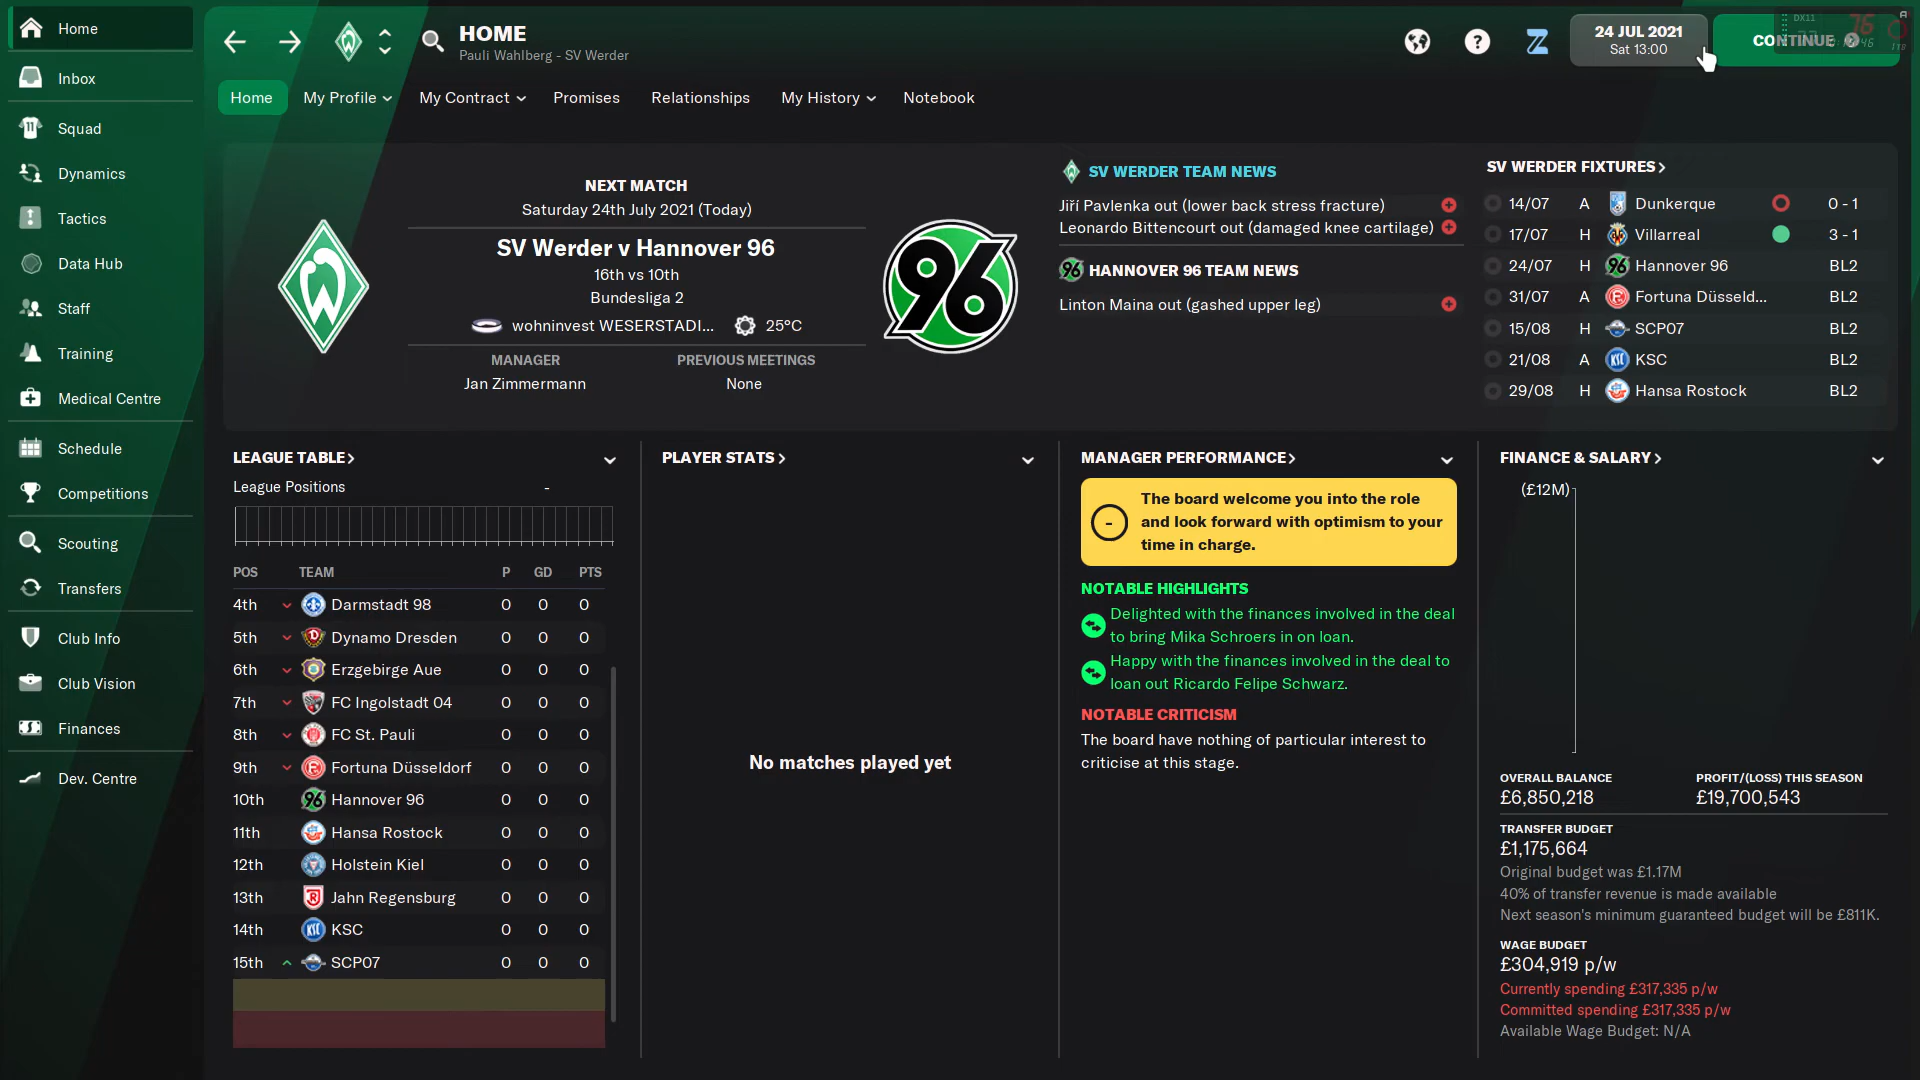 Home
Inbox
Squad
Dynamics
Tactics
Data Hub
Staff
Training
Medical Centre
Schedule
Competitions
Scouting
Transfers
Club Info
Club Vision
Finances
Dev. Centre
HOME
Pauli Wahlberg - SV Werder
24 JUL 2021
Sat 13:00
CONTINUE
DX11
Home
My Profile
My Contract
Promises
Relationships
My History
Notebook
NEXT MATCH
Saturday 24th July 2021 (Today)
SV Werder v Hannover 96
16th vs 10th
Bundesliga 2
wohninvest WESERSTADI... 25°C
MANAGER
Jan Zimmermann
PREVIOUS MEETINGS
None
96
SV WERDER TEAM NEWS
Jiří Pavlenka out (lower back stress fracture)
Leonardo Bittencourt out (damaged knee cartilage)
HANNOVER 96 TEAM NEWS
Linton Maina out (gashed upper leg)
SV WERDER FIXTURES
14/07 A Dunkerque 0 - 1
17/07 H Villarreal 3 - 1
24/07 H Hannover 96 BL2
31/07 A Fortuna Düsseld... BL2
15/08 H SCP07 BL2
21/08 A KSC BL2
29/08 H Hansa Rostock BL2
LEAGUE TABLE
League Positions -
POS TEAM P GD PTS
4th Darmstadt 98 0 0 0
5th Dynamo Dresden 0 0 0
6th Erzgebirge Aue 0 0 0
7th FC Ingolstadt 04 0 0 0
8th FC St. Pauli 0 0 0
9th Fortuna Düsseldorf 0 0 0
10th Hannover 96 0 0 0
11th Hansa Rostock 0 0 0
12th Holstein Kiel 0 0 0
13th Jahn Regensburg 0 0 0
14th KSC 0 0 0
15th SCP07 0 0 0
PLAYER STATS
No matches played yet
MANAGER PERFORMANCE
The board welcome you into the role
and look forward with optimism to your
time in charge.
NOTABLE HIGHLIGHTS
Delighted with the finances involved in the deal
to bring Mika Schroers in on loan.
Happy with the finances involved in the deal to
loan out Ricardo Felipe Schwarz.
NOTABLE CRITICISM
The board have nothing of particular interest to
criticise at this stage.
FINANCE & SALARY
(£12M)
OVERALL BALANCE
£6,850,218
PROFIT/(LOSS) THIS SEASON
£19,700,543
TRANSFER BUDGET
£1,175,664
Original budget was £1.17M
40% of transfer revenue is made available
Next season's minimum guaranteed budget will be £811K.
WAGE BUDGET
£304,919 p/w
Currently spending £317,335 p/w
Committed spending £317,335 p/w
Available Wage Budget: N/A